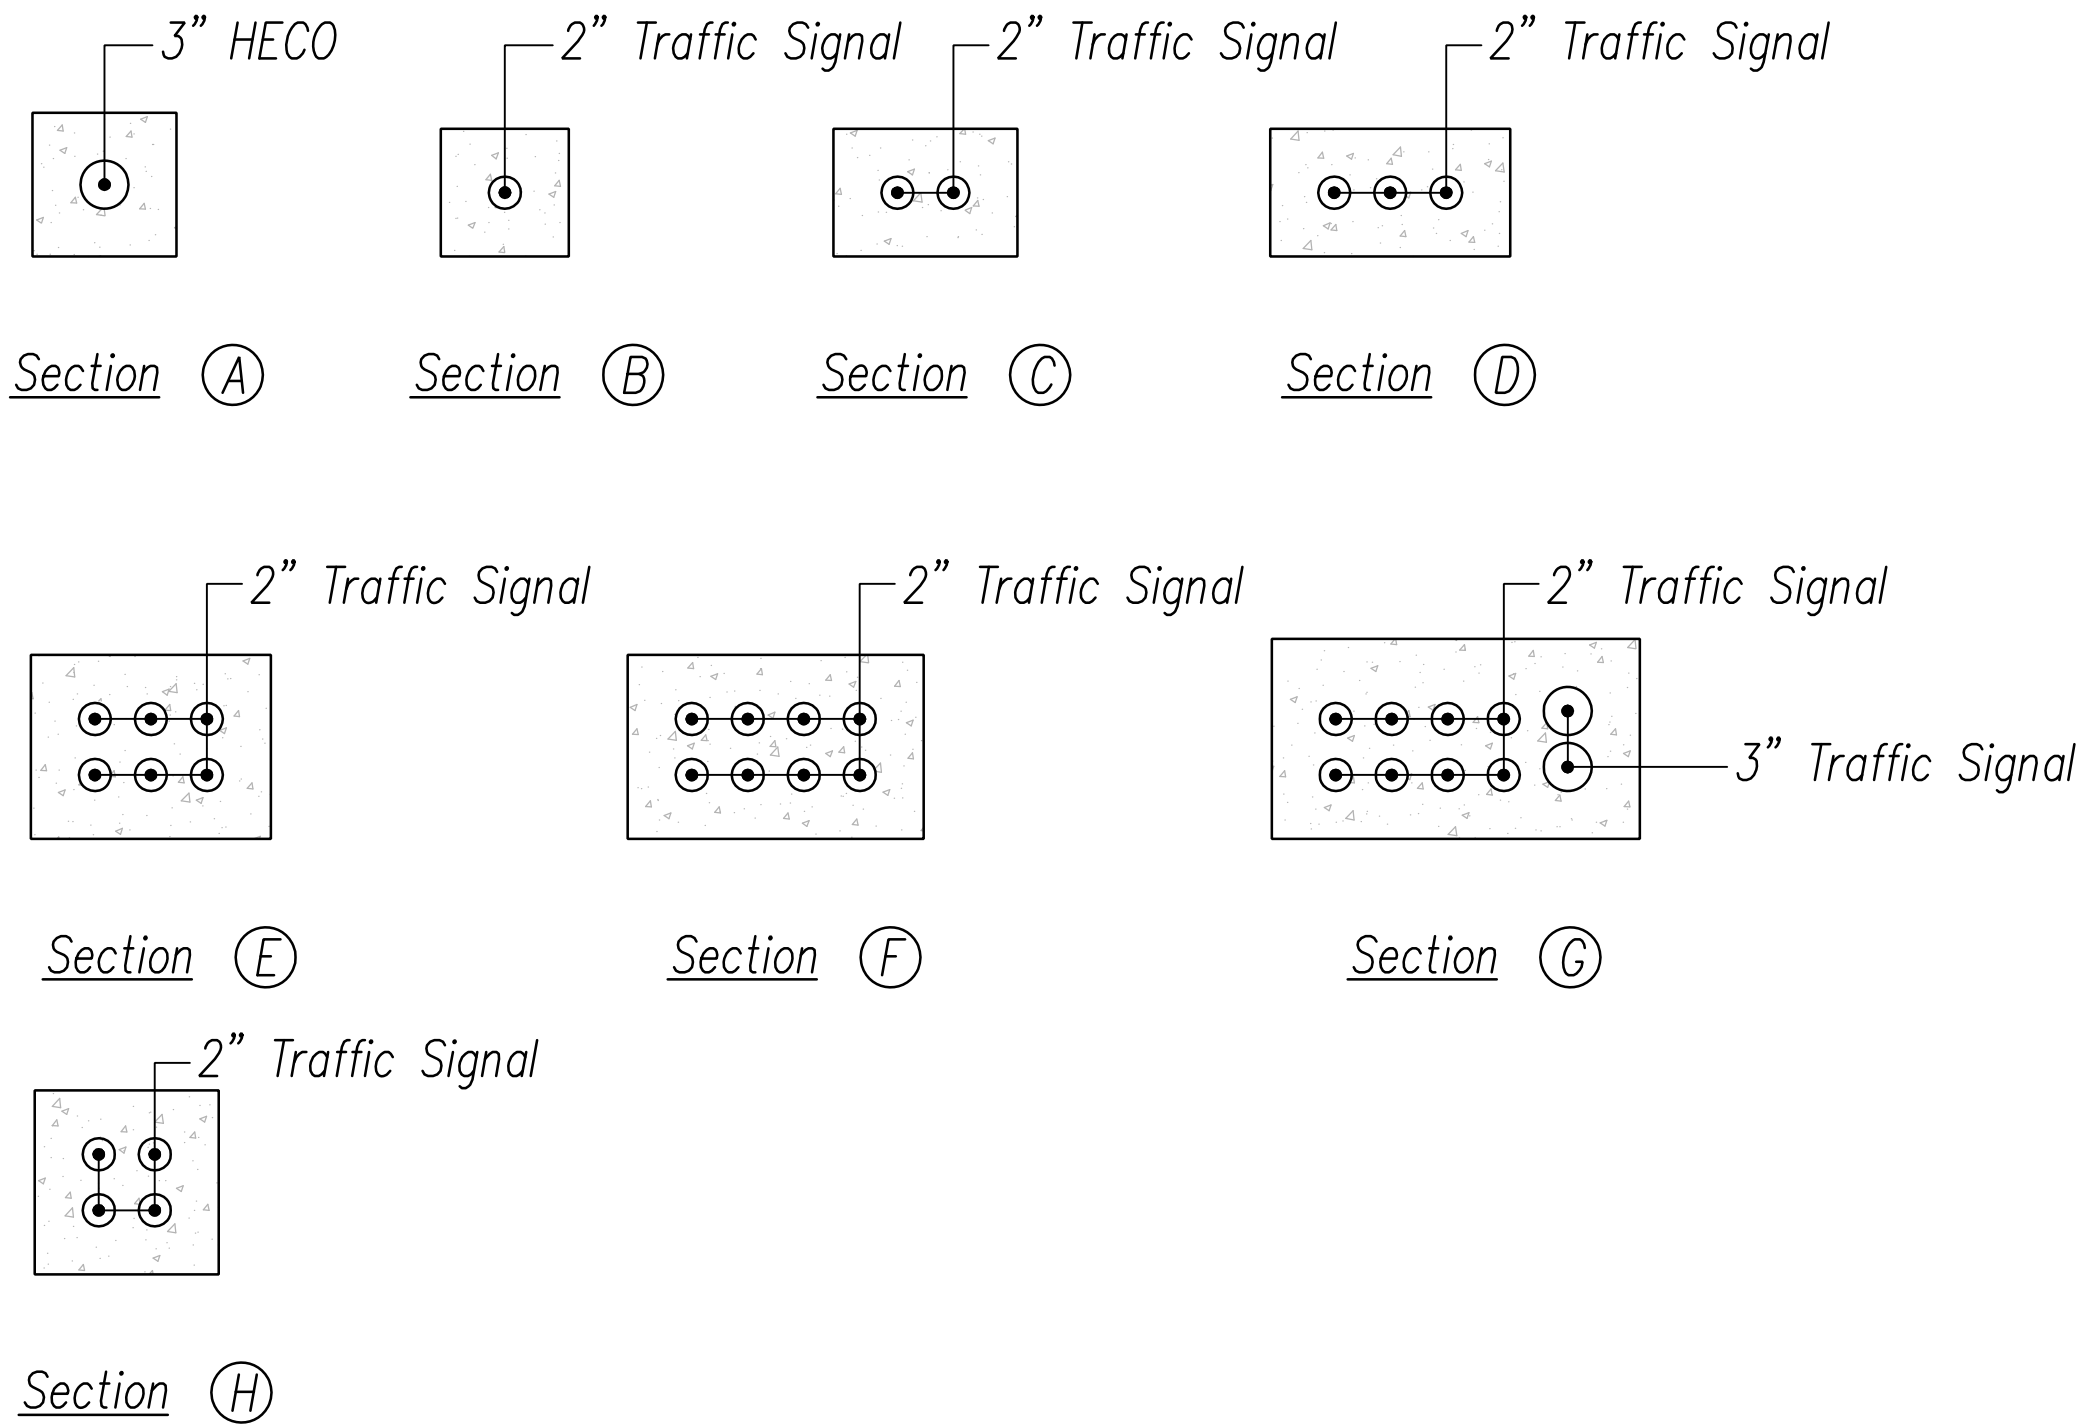 3" HECO
2" Traffic Signal
2" Traffic Signal
2" Traffic Signal
Section A
Section B
Section C
Section D
2" Traffic Signal
2" Traffic Signal
2" Traffic Signal
3" Traffic Signal
Section E
Section F
Section G
2" Traffic Signal
Section H